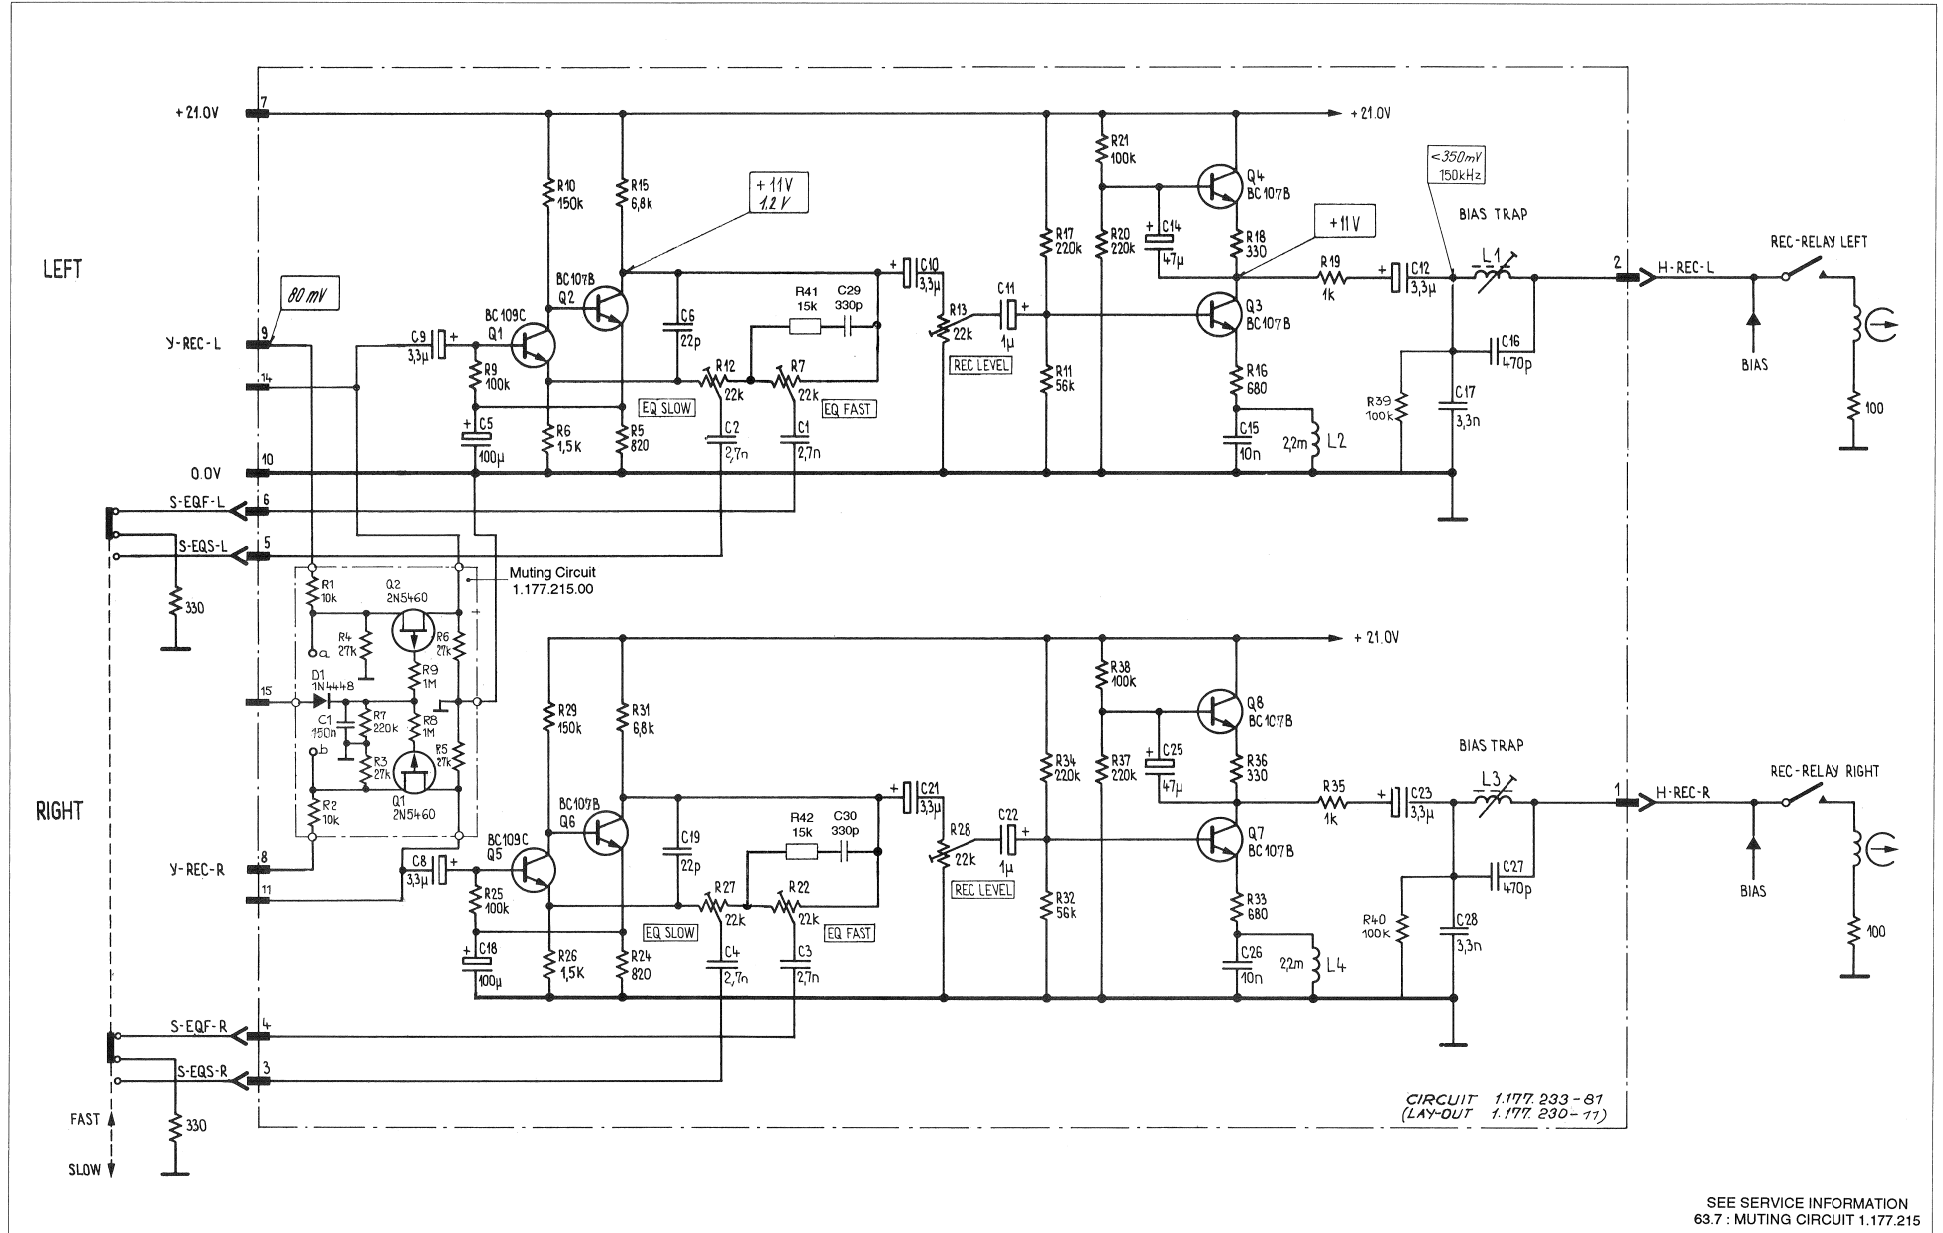 7
+21.0V
+21.0V
R10
150k
R15
6,8k
+11V
1.2V
R21
100k
Q4
BC107B
<350mV
150kHz
BIAS TRAP
+11V
LEFT
80mV
R17
220k
R20
220k
+
C14
47µ
R18
330
R19
1k
+
C12
3,3µ
L1
2
H-REC-L
REC-RELAY LEFT
BC107B
Q2
R41
15k
C29
330p
+
C10
3,3µ
R13
22k
C11
+
1µ
REC LEVEL
Q3
BC107B
9
Y-REC-L
14
C9
3,3µ
+
BC109C
Q1
C6
22p
R9
100k
R12
22k
R7
22k
EQ SLOW
EQ FAST
R11
56k
R16
680
C16
470p
BIAS
R39
100k
C17
3,3n
100
+
C5
100µ
R6
1,5k
R5
820
C2
2,7n
C1
2,7n
C15
10n
2,2m
L2
0.0V
10
S-EQF-L
6
S-EQS-L
5
330
Muting Circuit
1.177.215.00
R1
10k
Q2
2N5460
R4
27k
R6
27k
+
a
R9
1M
D1
1N4448
15
C1
150n
R7
220k
R8
1M
b
R3
27k
R5
27k
R2
10k
Q1
2N5460
RIGHT
+21.0V
R29
150k
R31
6,8k
R38
100k
Q8
BC107B
BIAS TRAP
R34
220k
R37
220k
+
C25
47µ
R36
330
R35
1k
+
C23
3,3µ
L3
1
H-REC-R
REC-RELAY RIGHT
BC107B
Q6
R42
15k
C30
330p
+
C21
3,3µ
R28
22k
C22
+
1µ
REC LEVEL
Q7
BC107B
Y-REC-R
8
11
C8
3,3µ
+
BC109C
Q5
C19
22p
R25
100k
R27
22k
R22
22k
EQ SLOW
EQ FAST
R32
56k
R33
680
C27
470p
BIAS
R40
100k
C28
3,3n
100
+
C18
100µ
R26
1,5K
R24
820
C4
2,7n
C3
2,7n
C26
10n
2,2m
L4
S-EQF-R
4
S-EQS-R
3
FAST
SLOW
330
CIRCUIT 1.177.233-81
(LAY-OUT 1.177.230-11)
SEE SERVICE INFORMATION
63.7 : MUTING CIRCUIT 1.177.215